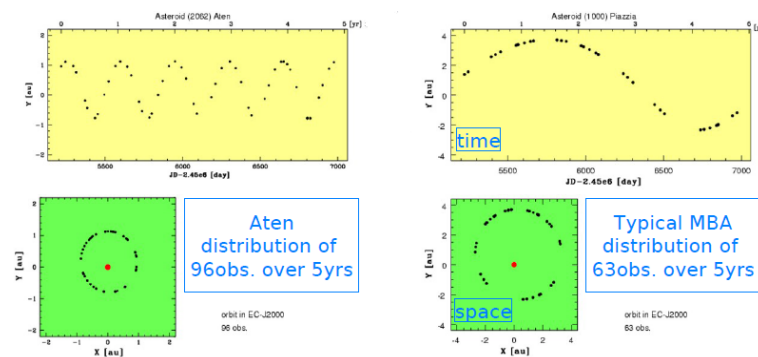 Asteroid (2062) Aten
0 1 2 3 4 5 [yr]
Y [au]
2
1
0
-1
-2
5500 6000 6500 7000
JD-2.45e6 [day]
Asteroid (1000) Piazzia
0 1 2 3 4 5 [yr]
Y [au]
4
2
0
-2
-4
time
5500 6000 6500 7000
JD-2.45e6 [day]
Y [au]
2
1
0
-1
-2
-2 -1 0 1 2
X [au]
Aten
distribution of
96obs. over 5yrs
orbit in EC-J2000
96 obs.
Y [au]
4
2
0
-2
-4
space
-4 -2 0 2 4
X [au]
Typical MBA
distribution of
63obs. over 5yrs
orbit in EC-J2000
63 obs.